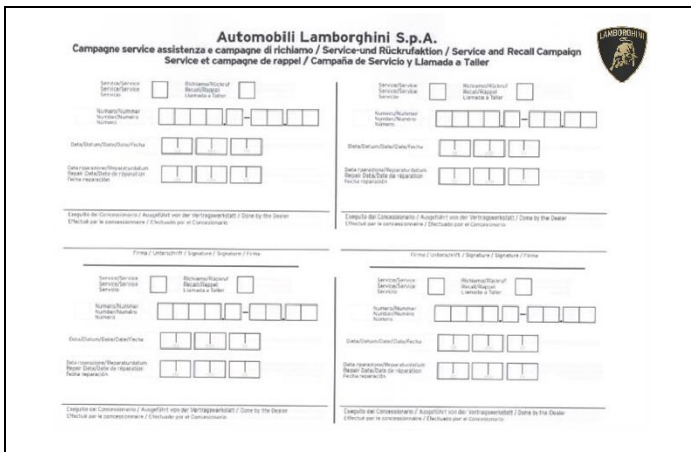 Automobili Lamborghini S.p.A.
Campagne service assistenza e campagne di richiamo / Service-und Rückrufaktion / Service and Recall Campaign
Service et campagne de rappel / Campaña de Servicio y Llamada a Taller
LAMBORGHINI
Service/Service
Service/Service
Servicio
Richiamo/Rückruf
Recall/Rappel
Llamada a Taller
Numero/Nummer
Number/Numéro
Número
Data/Datum/Date/Date/Fecha
Data riparazione/Reparaturdatum
Repair Date/Date de réparation
Fecha reparación
Eseguito dal Concessionario / Ausgeführt von der Vertragswerkstatt / Done by the Dealer
Effectué par le concessionnaire / Efectuado por el Concesionario
Firma / Unterschrift / Signature / Signature / Firma
Service/Service
Service/Service
Servicio
Richiamo/Rückruf
Recall/Rappel
Llamada a Taller
Numero/Nummer
Number/Numéro
Número
Data/Datum/Date/Date/Fecha
Data riparazione/Reparaturdatum
Repair Date/Date de réparation
Fecha reparación
Eseguito dal Concessionario / Ausgeführt von der Vertragswerkstatt / Done by the Dealer
Effectué par le concessionnaire / Efectuado por el Concesionario
Firma / Unterschrift / Signature / Signature / Firma
Service/Service
Service/Service
Servicio
Richiamo/Rückruf
Recall/Rappel
Llamada a Taller
Numero/Nummer
Number/Numéro
Número
Data/Datum/Date/Date/Fecha
Data riparazione/Reparaturdatum
Repair Date/Date de réparation
Fecha reparación
Eseguito dal Concessionario / Ausgeführt von der Vertragswerkstatt / Done by the Dealer
Effectué par le concessionnaire / Efectuado por el Concesionario
Service/Service
Service/Service
Servicio
Richiamo/Rückruf
Recall/Rappel
Llamada a Taller
Numero/Nummer
Number/Numéro
Número
Data/Datum/Date/Date/Fecha
Data riparazione/Reparaturdatum
Repair Date/Date de réparation
Fecha reparación
Eseguito dal Concessionario / Ausgeführt von der Vertragswerkstatt / Done by the Dealer
Effectué par le concessionnaire / Efectuado por el Concesionario